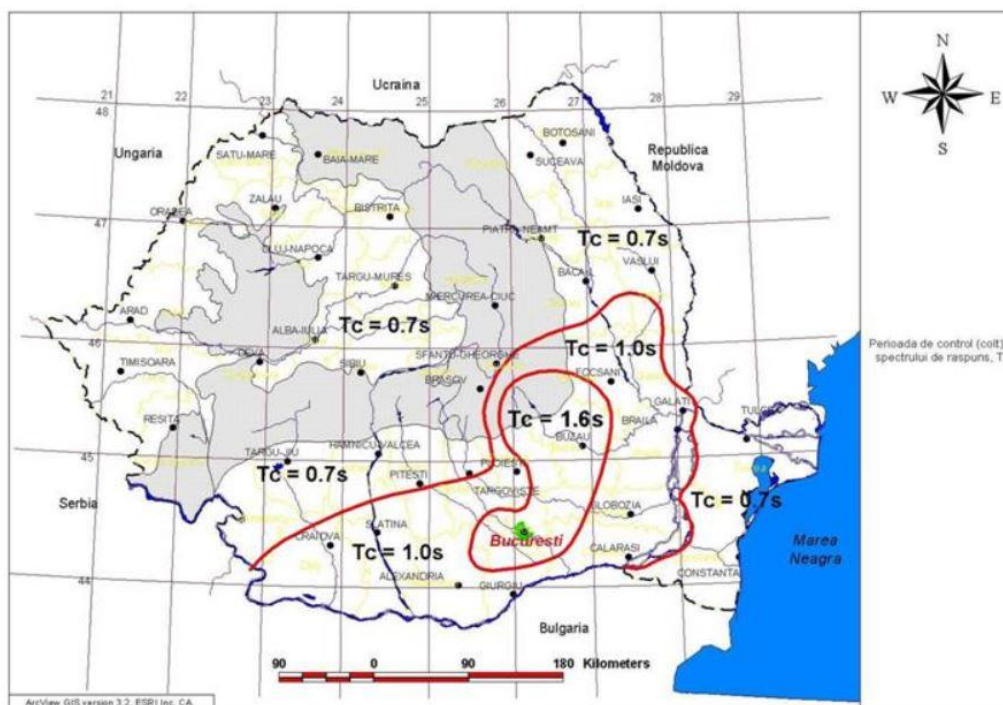 N
W E
S
Ucraina
21 22 23 24 25 26 27 28 29
48
47
46
45
44
Ungaria
Republica
Moldova
BOTOSANI
SATU-MARE
BAIA-MARE
SUCEAVA
ZALAU
BISTRITA
IASI
ORADEA
PIATRA-NEAMT
Tc = 0.7s
CLUJ-NAPOCA
VASLUI
TARGU-MURES
BACAU
MIERCUREA-CIUC
ARAD
ALBA-IULIA
Tc = 0.7s
Tc = 1.0s
Perioada de control (colt)
spectrului de raspuns, T
TIMISOARA
DEVA
SIBIU
SFANTU-GHEORGHE
FOCSANI
BRASOV
GALATI
RESITA
Tc = 1.6s
BRAILA
TULCEA
RAMNICU-VALCEA
BUZAU
TARGU-JIU
Tc = 0.7s
PITESTI
PLOIESTI
Serbia
TARGOVISTE
Tc = 0.7s
SLOBOZIA
SLATINA
CRAIOVA
Bucuresti
Tc = 1.0s
CALARASI
Marea
Neagra
ALEXANDRIA
GIURGIU
CONSTANTA
Bulgaria
90 0 90 180 Kilometers
ArcView GIS version 3.2, ESRI Inc. CA